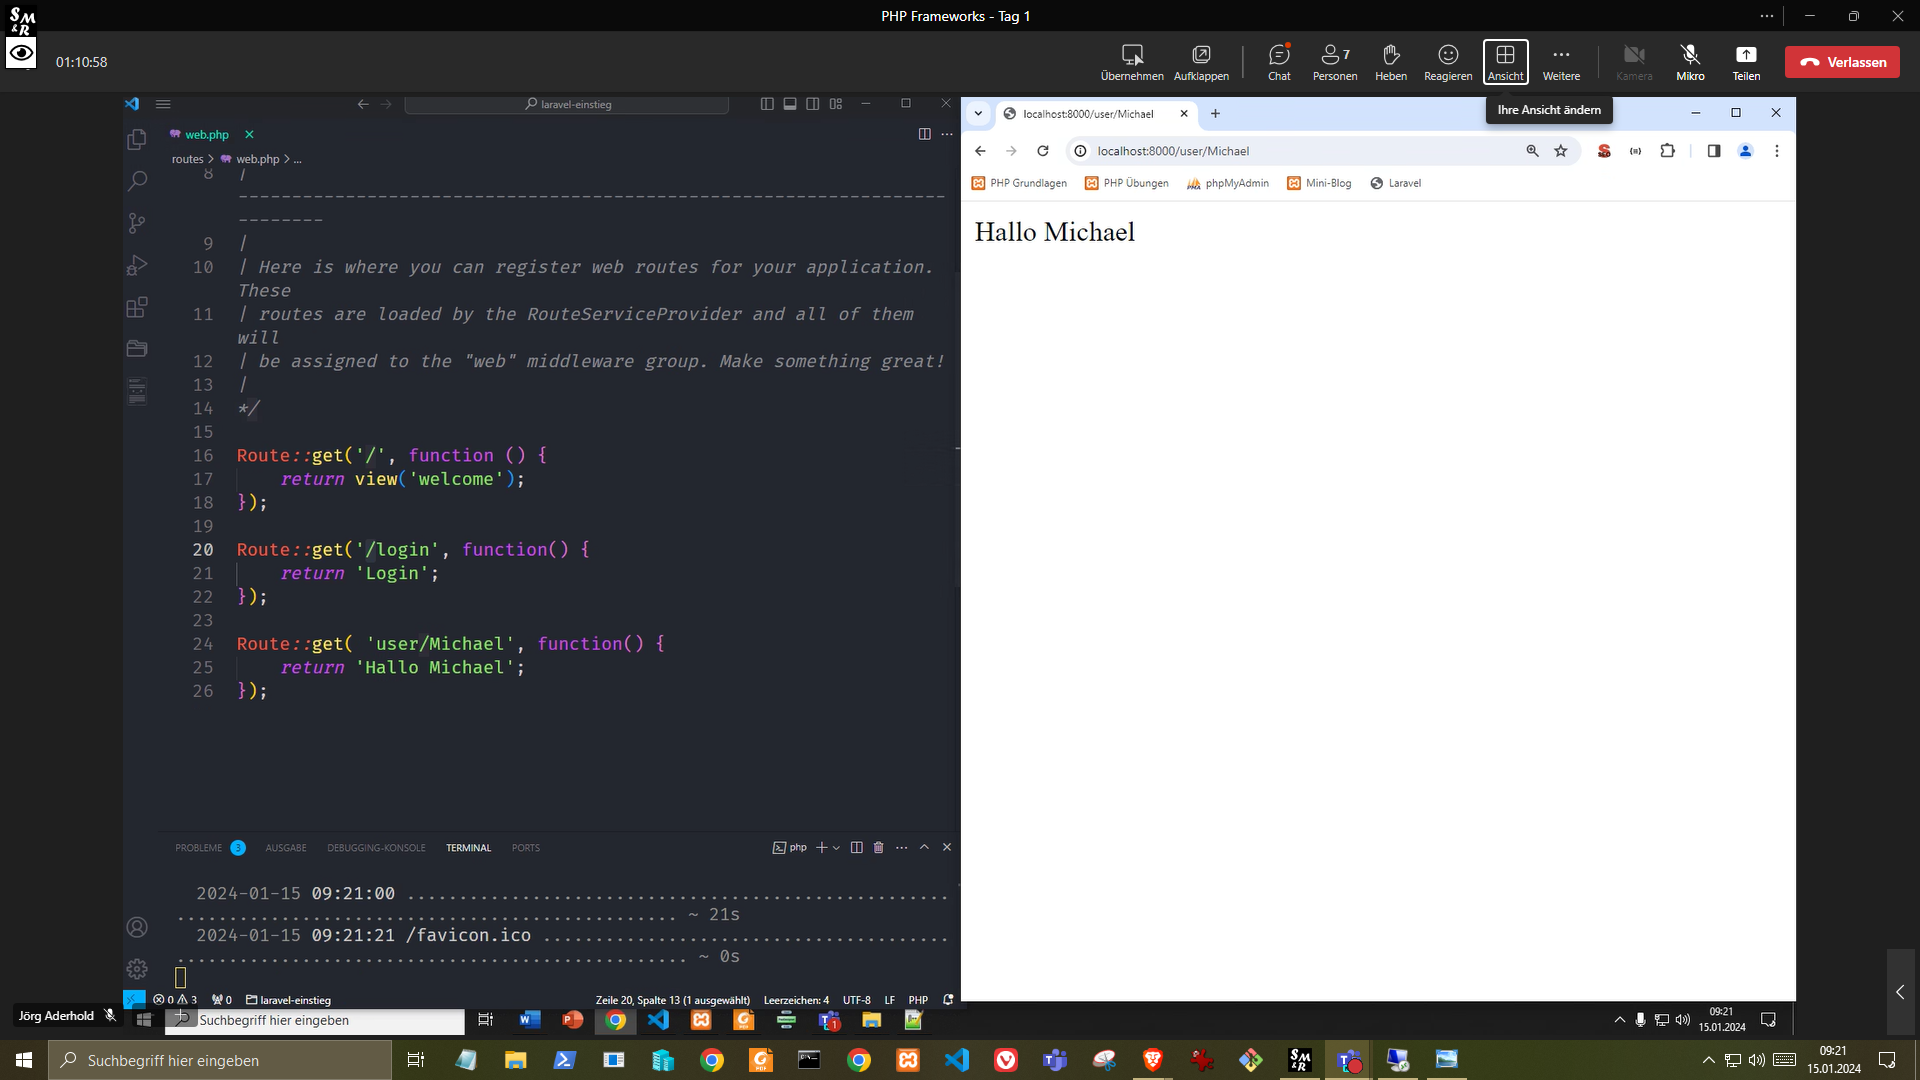 SM&R
PHP Frameworks - Tag 1
01:10:58
Übernehmen
Aufklappen
Chat
7
Personen
Heben
Reagieren
Ansicht
Weitere
Kamera
Mikro
Teilen
Verlassen
Ihre Ansicht ändern
laravel-einstieg
web.php
routes > web.php > ...
8 |
------------------------------------------------------------------
--------
9 |
10 | Here is where you can register web routes for your application.
These
11 | routes are loaded by the RouteServiceProvider and all of them
will
12 | be assigned to the "web" middleware group. Make something great!
13 |
14 */
15
16 Route::get('/', function () {
17 return view('welcome');
18 });
19
20 Route::get('/login', function() {
21 return 'Login';
22 });
23
24 Route::get( 'user/Michael', function() {
25 return 'Hallo Michael';
26 });
PROBLEME 3 AUSGABE DEBUGGING-KONSOLE TERMINAL PORTS
php
2024-01-15 09:21:00 ...................................................
................................................ ~ 21s
2024-01-15 09:21:21 /favicon.ico ......................................
................................................. ~ 0s
0 3 0 laravel-einstieg
Zeile 20, Spalte 13 (1 ausgewählt) Leerzeichen: 4 UTF-8 LF PHP
localhost:8000/user/Michael
localhost:8000/user/Michael
PHP Grundlagen
PHP Übungen
phpMyAdmin
Mini-Blog
Laravel
Hallo Michael
Jörg Aderhold
Suchbegriff hier eingeben
1
09:21
15.01.2024
Suchbegriff hier eingeben
SM&R
09:21
15.01.2024